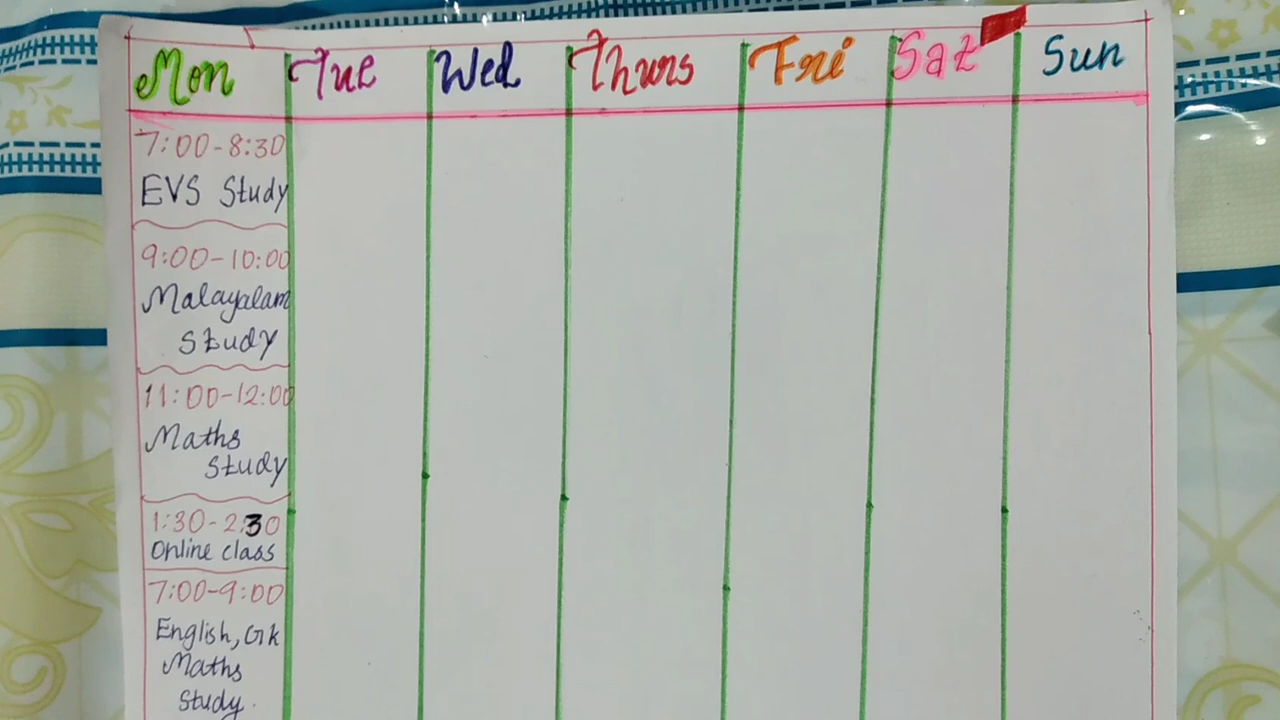 Mon Tue Wed Thurs Fri Sat Sun
7:00-8:30
EVS Study
9:00-10:00
Malayalam
Study
11:00-12:00
Maths
Study
1:30-2:30
Online class
7:00-9:00
English, Gk
Maths
Study.